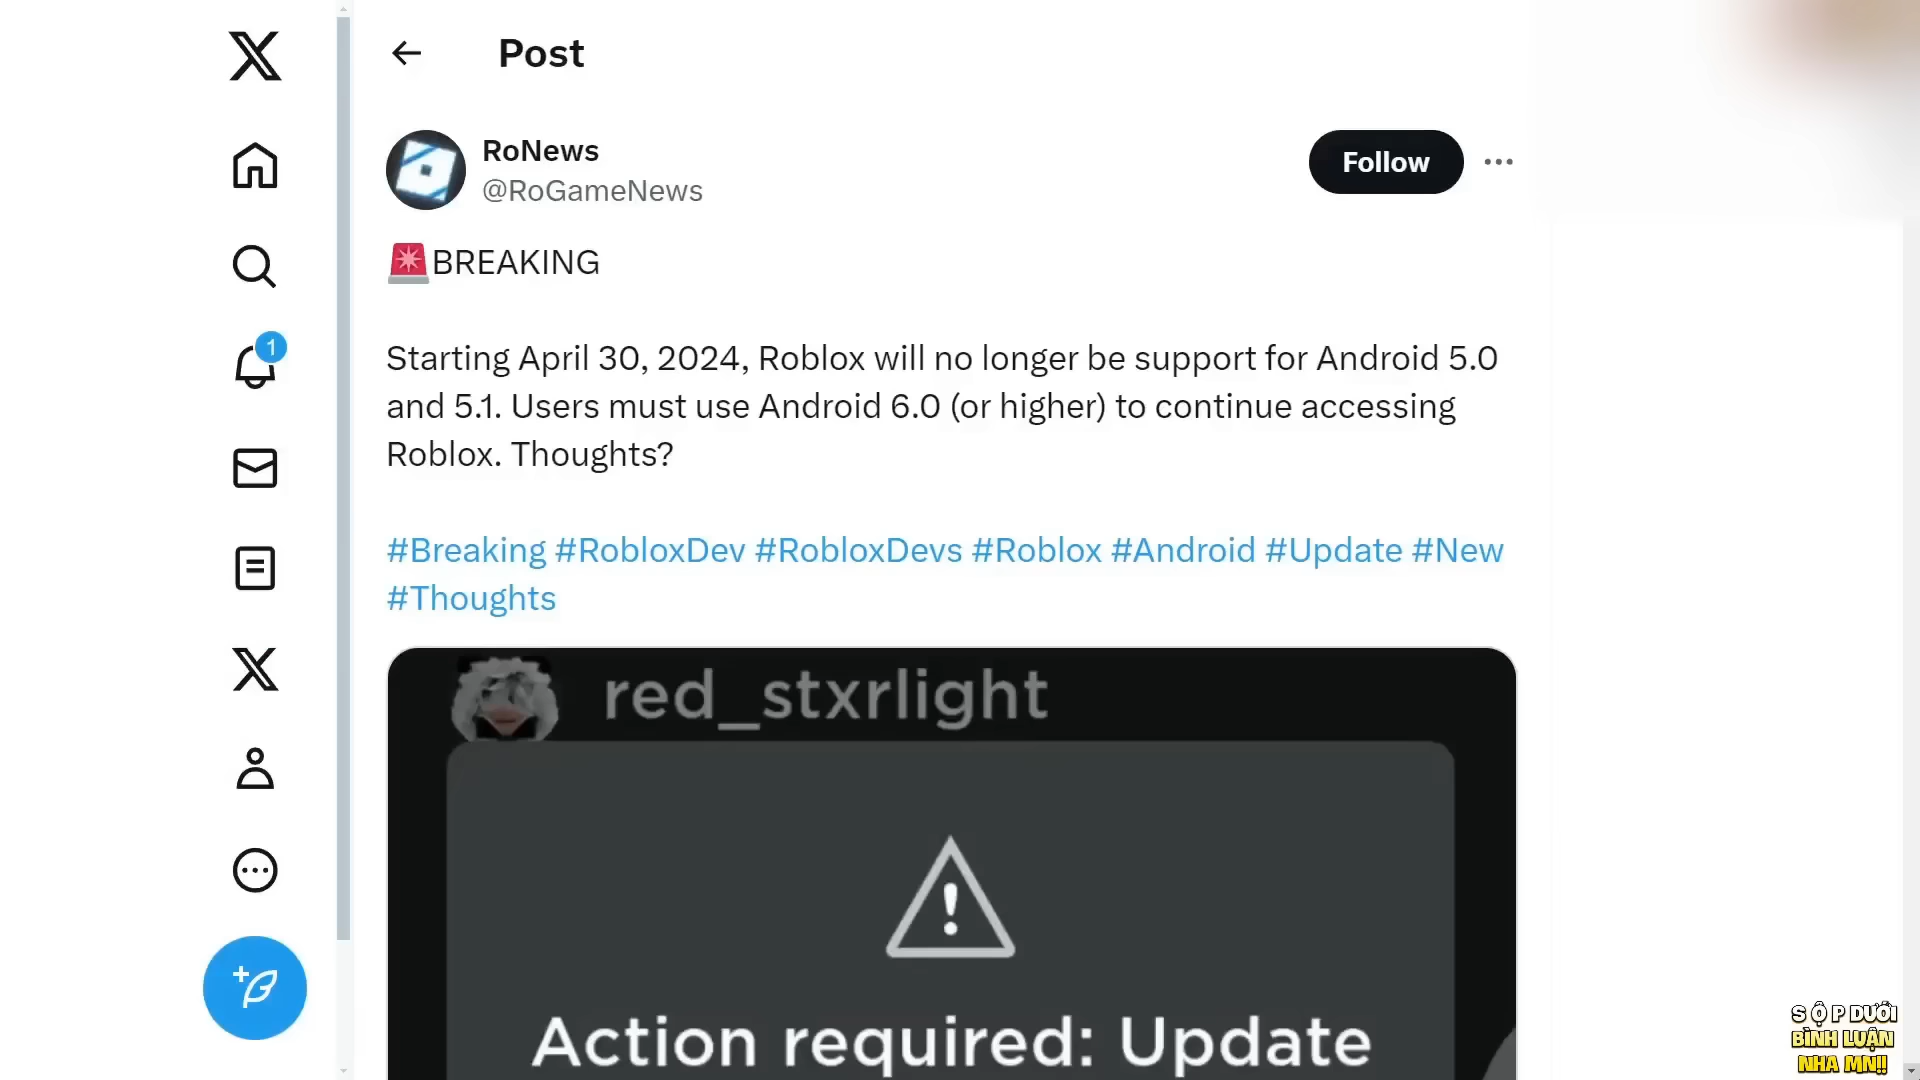 Post
RoNews
@RoGameNews
Follow
🚨BREAKING
1
Starting April 30, 2024, Roblox will no longer be support for Android 5.0
and 5.1. Users must use Android 6.0 (or higher) to continue accessing
Roblox. Thoughts?
#Breaking #RobloxDev #RobloxDevs #Roblox #Android #Update #New
#Thoughts
red_stxrlight
Action required: Update
S Ộ P DƯỚI
BÌNH LUẬN
NHA MN!!